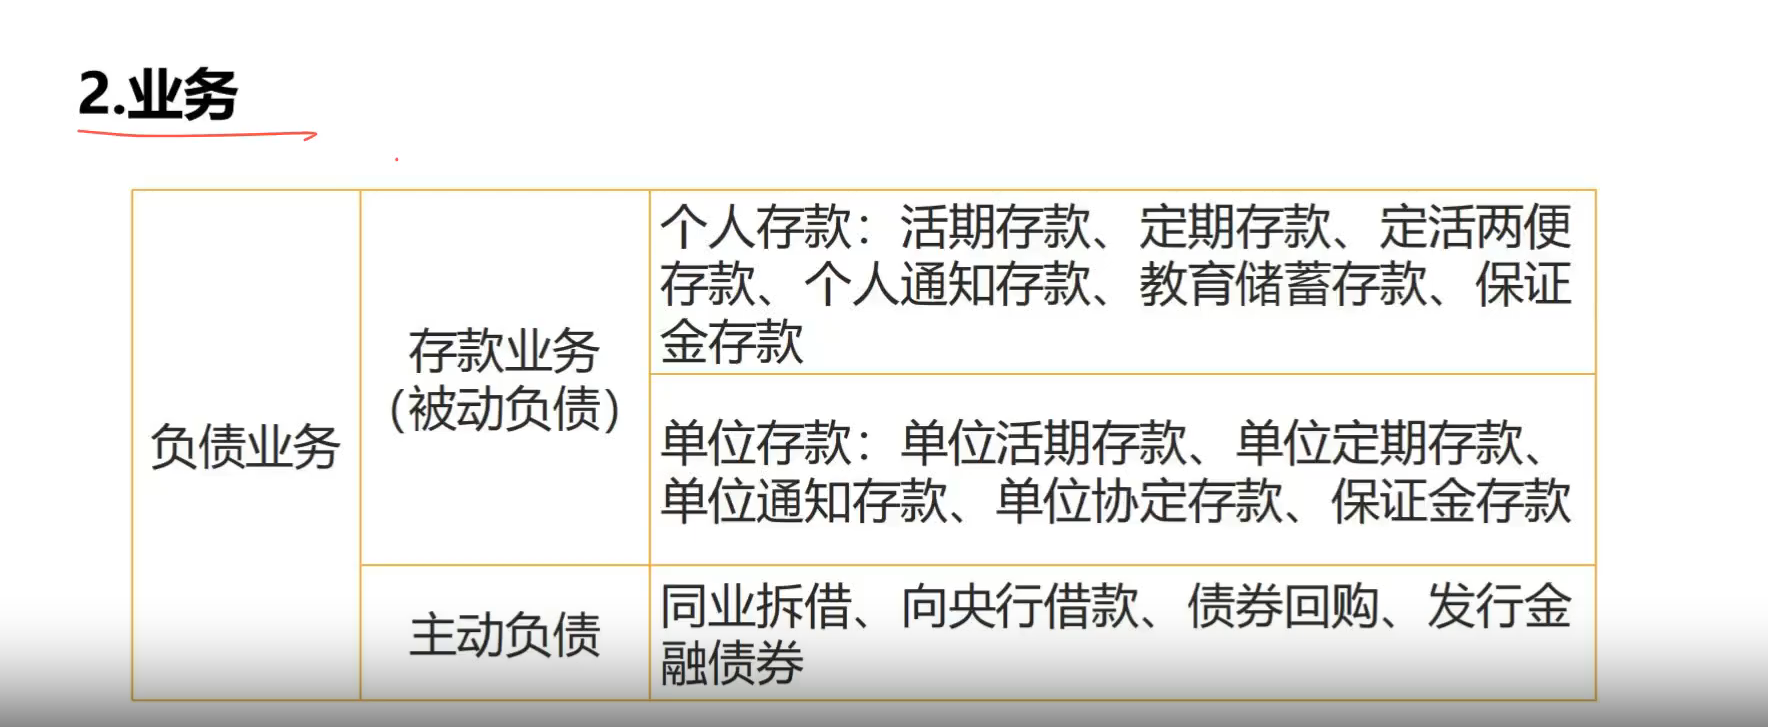 2.业务
个人存款：活期存款、定期存款、定活两便
存款、个人通知存款、教育储蓄存款、保证
金存款
存款业务
（被动负债）
负债业务
单位存款：单位活期存款、单位定期存款、
单位通知存款、单位协定存款、保证金存款
主动负债
同业拆借、向央行借款、债券回购、发行金
融债券